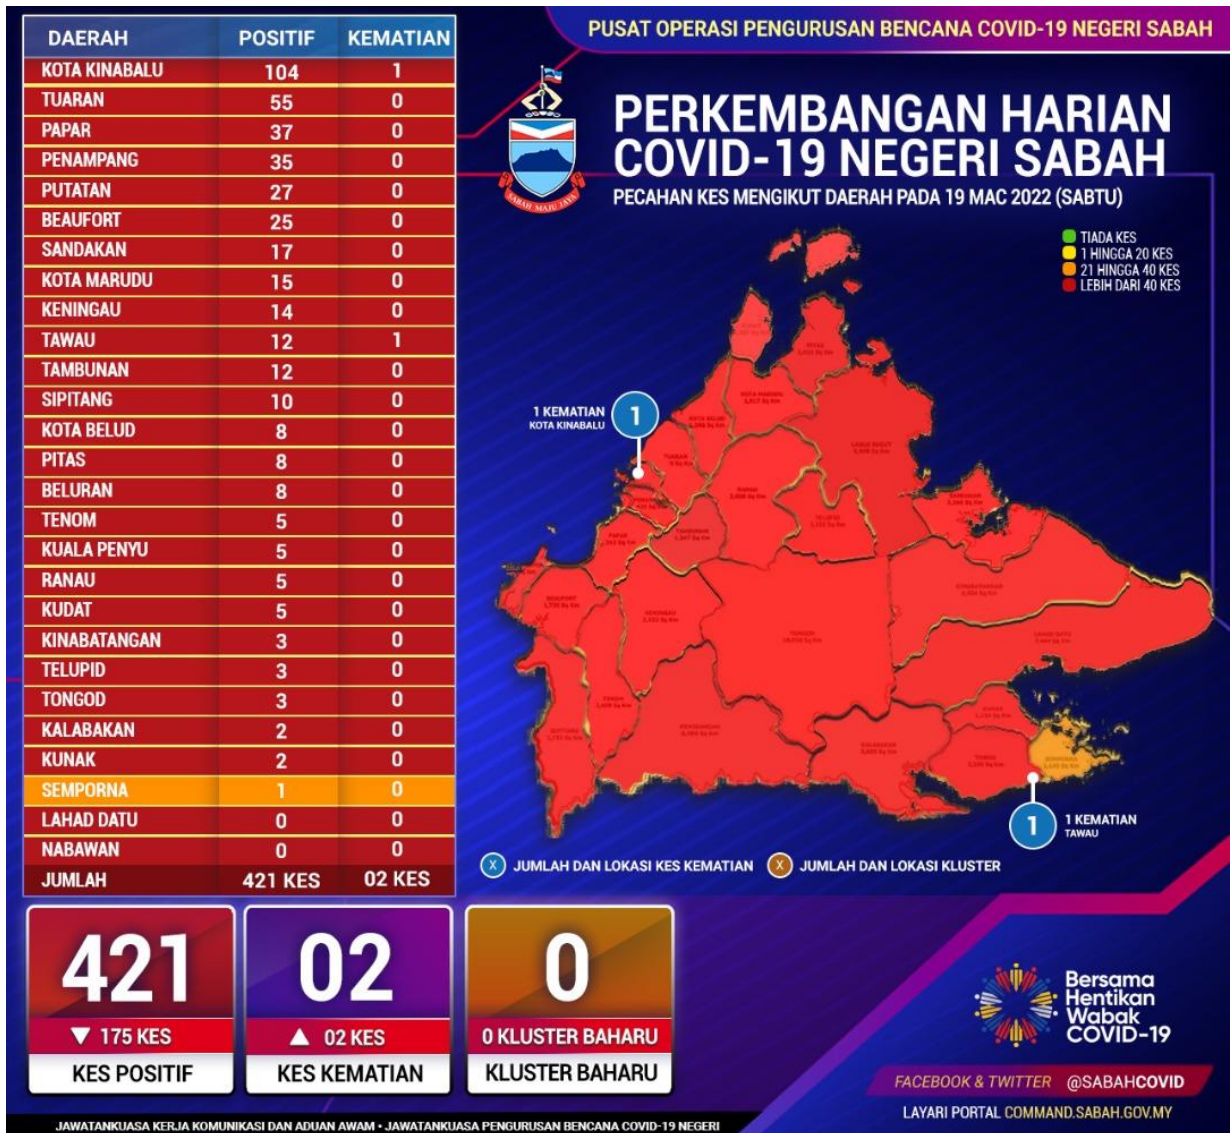 PUSAT OPERASI PENGURUSAN BENCANA COVID-19 NEGERI SABAH
PERKEMBANGAN HARIAN
COVID-19 NEGERI SABAH
PECAHAN KES MENGIKUT DAERAH PADA 19 MAC 2022 (SABTU)
SABAH MAJU JAYA
DAERAH POSITIF KEMATIAN
KOTA KINABALU 104 1
TUARAN 55 0
PAPAR 37 0
PENAMPANG 35 0
PUTATAN 27 0
BEAUFORT 25 0
SANDAKAN 17 0
KOTA MARUDU 15 0
KENINGAU 14 0
TAWAU 12 1
TAMBUNAN 12 0
SIPITANG 10 0
KOTA BELUD 8 0
PITAS 8 0
BELURAN 8 0
TENOM 5 0
KUALA PENYU 5 0
RANAU 5 0
KUDAT 5 0
KINABATANGAN 3 0
TELUPID 3 0
TONGOD 3 0
KALABAKAN 2 0
KUNAK 2 0
SEMPORNA 1 0
LAHAD DATU 0 0
NABAWAN 0 0
JUMLAH 421 KES 02 KES
TIADA KES
1 HINGGA 20 KES
21 HINGGA 40 KES
LEBIH DARI 40 KES
1 KEMATIAN
KOTA KINABALU
1
1
1 KEMATIAN
TAWAU
X JUMLAH DAN LOKASI KES KEMATIAN
X JUMLAH DAN LOKASI KLUSTER
421
▼ 175 KES
KES POSITIF
02
▲ 02 KES
KES KEMATIAN
0
0 KLUSTER BAHARU
KLUSTER BAHARU
Bersama
Hentikan
Wabak
COVID-19
FACEBOOK & TWITTER @SABAHCOVID
LAYARI PORTAL COMMAND.SABAH.GOV.MY
JAWATANKUASA KERJA KOMUNIKASI DAN ADUAN AWAM • JAWATANKUASA PENGURUSAN BENCANA COVID-19 NEGERI